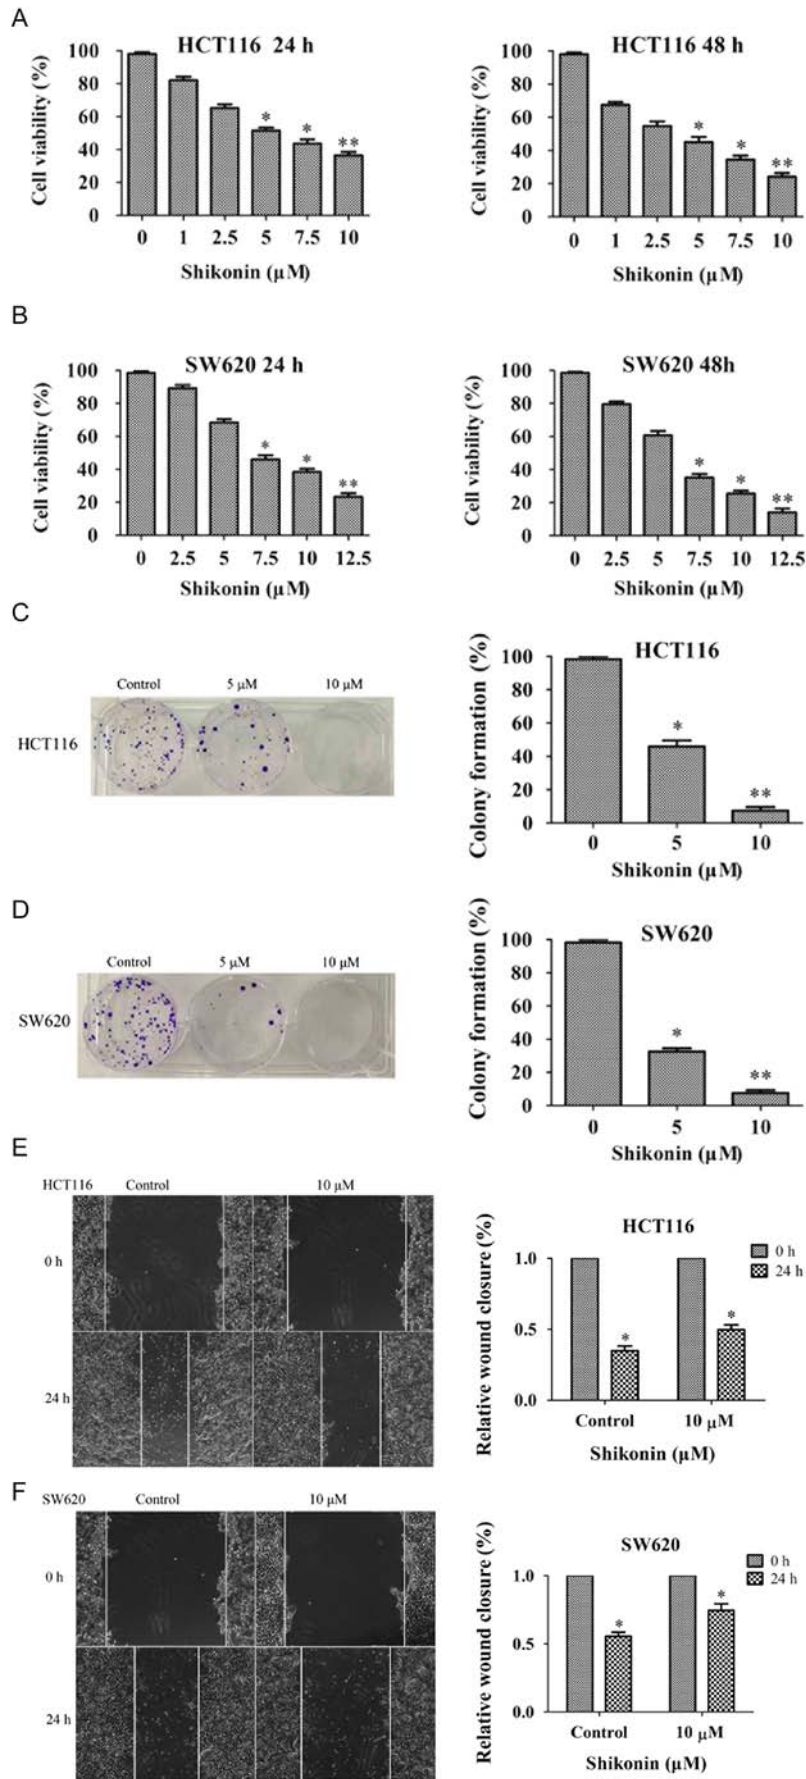 A
HCT116 24 h
Cell viability (%)
100
80
60
40
20
0
* * **
0 1 2.5 5 7.5 10
Shikonin (µM)
HCT116 48 h
Cell viability (%)
100
80
60
40
20
0
* * **
0 1 2.5 5 7.5 10
Shikonin (µM)
B
SW620 24 h
Cell viability (%)
100
80
60
40
20
0
* * **
0 2.5 5 7.5 10 12.5
Shikonin (µM)
SW620 48h
Cell viability (%)
100
80
60
40
20
0
* * **
0 2.5 5 7.5 10 12.5
Shikonin (µM)
C
Control 5 µM 10 µM
HCT116
HCT116
Colony formation (%)
100
80
60
40
20
0
* **
0 5 10
Shikonin (µM)
D
Control 5 µM 10 µM
SW620
SW620
Colony formation (%)
100
80
60
40
20
0
* **
0 5 10
Shikonin (µM)
E
HCT116 Control 10 µM
0 h
24 h
HCT116
Relative wound closure (%)
1.0
0.5
0.0
0 h
24 h
* *
Control 10 µM
Shikonin (µM)
F
SW620 Control 10 µM
0 h
24 h
SW620
Relative wound closure (%)
1.0
0.5
0.0
0 h
24 h
* *
Control 10 µM
Shikonin (µM)